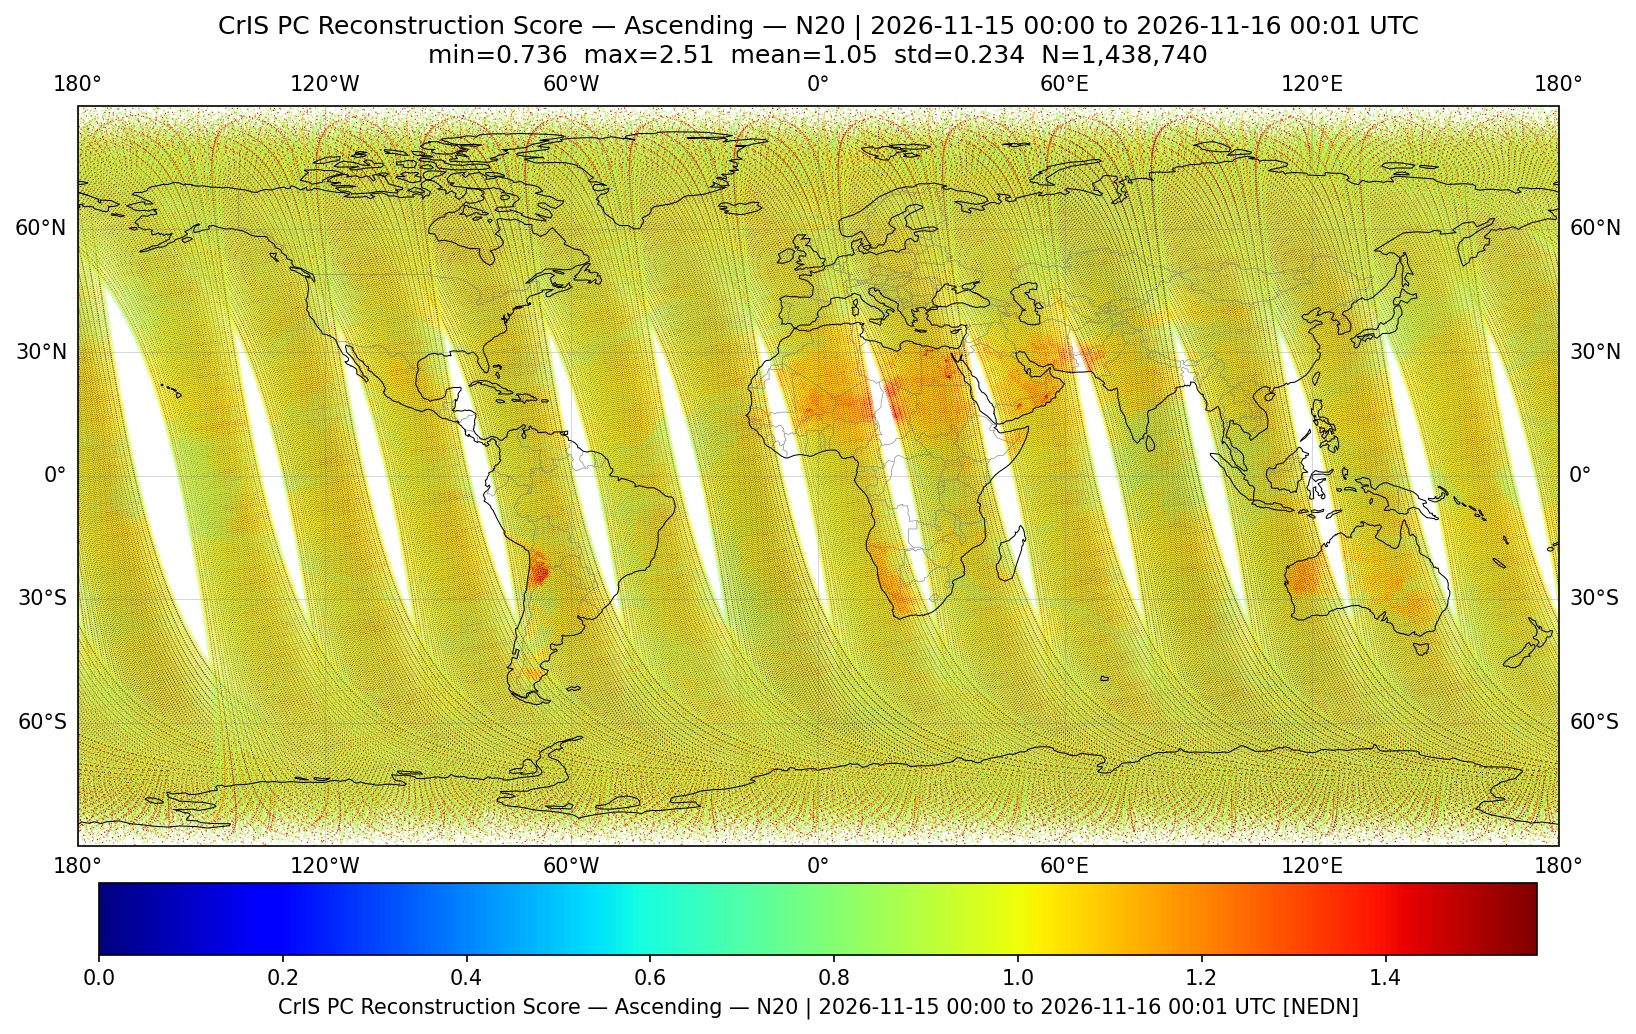 CrIS PC Reconstruction Score — Ascending — N20 | 2026-11-15 00:00 to 2026-11-16 00:01 UTC
min=0.736 max=2.51 mean=1.05 std=0.234 N=1,438,740
180° 120°W 60°W 0° 60°E 120°E 180°
60°N 60°N
30°N 30°N
0° 0°
30°S 30°S
60°S 60°S
180° 120°W 60°W 0° 60°E 120°E 180°
0.0 0.2 0.4 0.6 0.8 1.0 1.2 1.4
CrIS PC Reconstruction Score — Ascending — N20 | 2026-11-15 00:00 to 2026-11-16 00:01 UTC [NEDN]